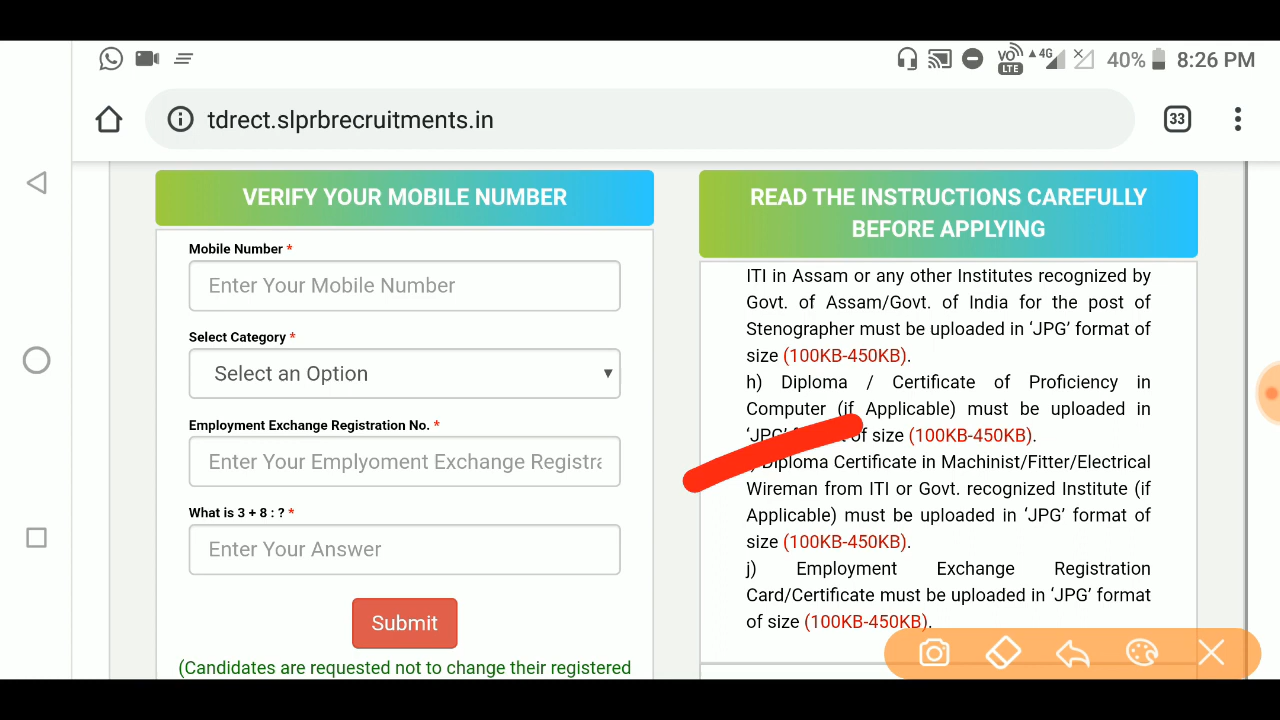 40% 8:26 PM
VO LTE 4G
tdrect.slprbrecruitments.in
33
VERIFY YOUR MOBILE NUMBER
Mobile Number *
Enter Your Mobile Number
Select Category *
Select an Option
Employment Exchange Registration No. *
Enter Your Emplyoment Exchange Registra
What is 3 + 8 : ? *
Enter Your Answer
Submit
(Candidates are requested not to change their registered
READ THE INSTRUCTIONS CAREFULLY
BEFORE APPLYING
ITI in Assam or any other Institutes recognized by
Govt. of Assam/Govt. of India for the post of
Stenographer must be uploaded in ‘JPG’ format of
size (100KB-450KB).
h) Diploma / Certificate of Proficiency in
Computer (if Applicable) must be uploaded in
‘JPG’ of size (100KB-450KB).
Diploma Certificate in Machinist/Fitter/Electrical
Wireman from ITI or Govt. recognized Institute (if
Applicable) must be uploaded in ‘JPG’ format of
size (100KB-450KB).
j) Employment Exchange Registration
Card/Certificate must be uploaded in ‘JPG’ format
of size (100KB-450KB).